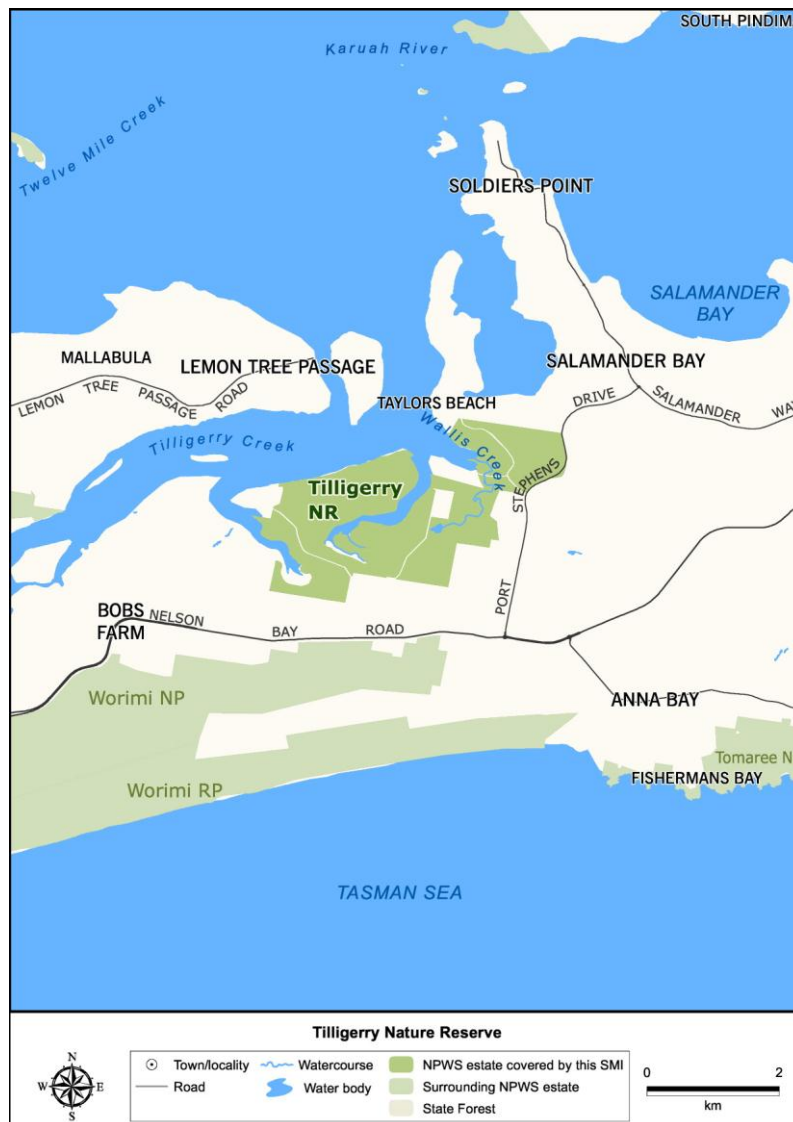 SOUTH PINDIM
Karuah River
Twelve Mile Creek
SOLDIERS POINT
SALAMANDER
BAY
MALLABULA
LEMON TREE PASSAGE
SALAMANDER BAY
LEMON TREE PASSAGE ROAD
TAYLORS BEACH
DRIVE
SALAMANDER WA
Tilligerry Creek
Wallis Creek
STEPHENS
Tilligerry
NR
PORT
BOBS
FARM
NELSON BAY ROAD
Worimi NP
ANNA BAY
Tomaree N
FISHERMANS BAY
Worimi RP
TASMAN SEA
Tilligerry Nature Reserve
N
W E
S
Town/locality
Road
Watercourse
Water body
NPWS estate covered by this SMI
Surrounding NPWS estate
State Forest
0 2
km